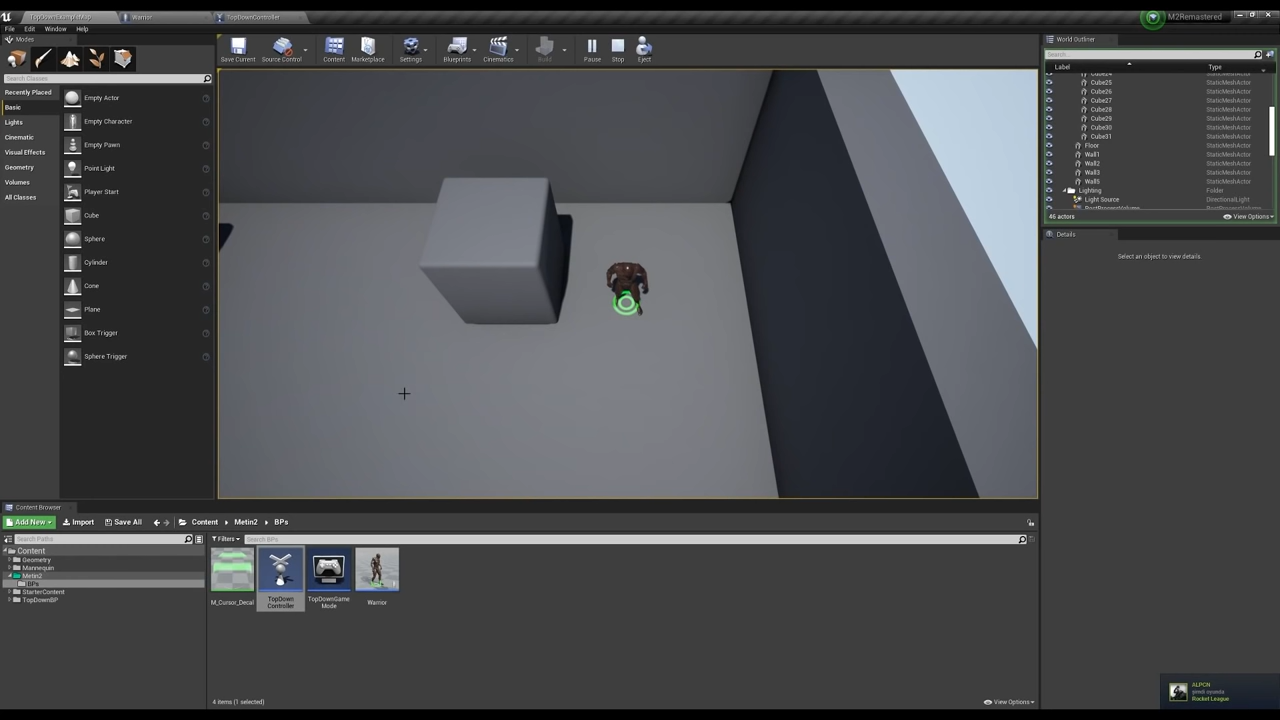 TopDownExampleMap
Warrior
TopDownController
M2Remastered
File Edit Window Help
Modes
Search Classes
Recently Placed
Basic
Lights
Cinematic
Visual Effects
Geometry
Volumes
All Classes
Empty Actor
Empty Character
Empty Pawn
Point Light
Player Start
Cube
Sphere
Cylinder
Cone
Plane
Box Trigger
Sphere Trigger
Save Current
Source Control
Content
Marketplace
Settings
Blueprints
Cinematics
Build
Pause
Stop
Eject
World Outliner
Search...
Label Type
Cube24 StaticMeshActor
Cube25 StaticMeshActor
Cube26 StaticMeshActor
Cube27 StaticMeshActor
Cube28 StaticMeshActor
Cube29 StaticMeshActor
Cube30 StaticMeshActor
Cube31 StaticMeshActor
Floor StaticMeshActor
Wall1 StaticMeshActor
Wall2 StaticMeshActor
Wall3 StaticMeshActor
Wall5 StaticMeshActor
Lighting Folder
Light Source DirectionalLight
PostProcessVolume PostProcessVolume
46 actors View Options
Details
Select an object to view details.
Content Browser
Add New Import Save All Content Metin2 BPs
Search Paths
Filters Search BPs
Content
Geometry
Mannequin
Metin2
BPs
StarterContent
TopDownBP
M_Cursor_Decal
TopDown
Controller
TopDownGame
Mode
Warrior
4 items (1 selected) View Options
ALPCN
şimdi oyunda
Rocket League